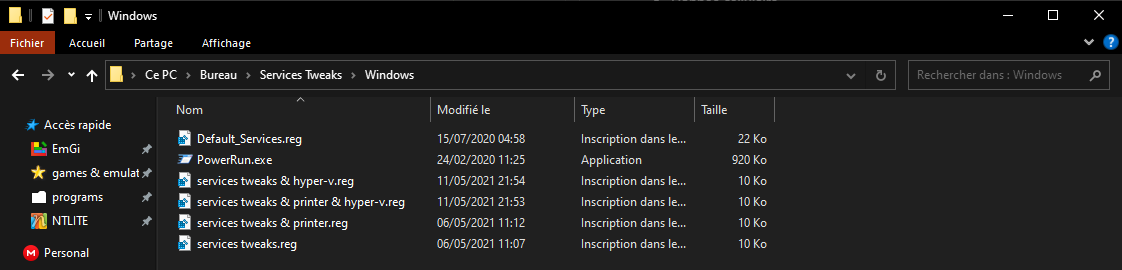 Windows
Fichier Accueil Partage Affichage
Ce PC Bureau Services Tweaks Windows
Rechercher dans : Windows
Nom Modifié le Type Taille
Accès rapide
EmGi
games & emulat
programs
NTLITE
Personal
Default_Services.reg 15/07/2020 04:58 Inscription dans le... 22 Ko
PowerRun.exe 24/02/2020 11:25 Application 920 Ko
services tweaks & hyper-v.reg 11/05/2021 21:54 Inscription dans le... 10 Ko
services tweaks & printer & hyper-v.reg 11/05/2021 21:53 Inscription dans le... 10 Ko
services tweaks & printer.reg 06/05/2021 11:12 Inscription dans le... 10 Ko
services tweaks.reg 06/05/2021 11:07 Inscription dans le... 10 Ko